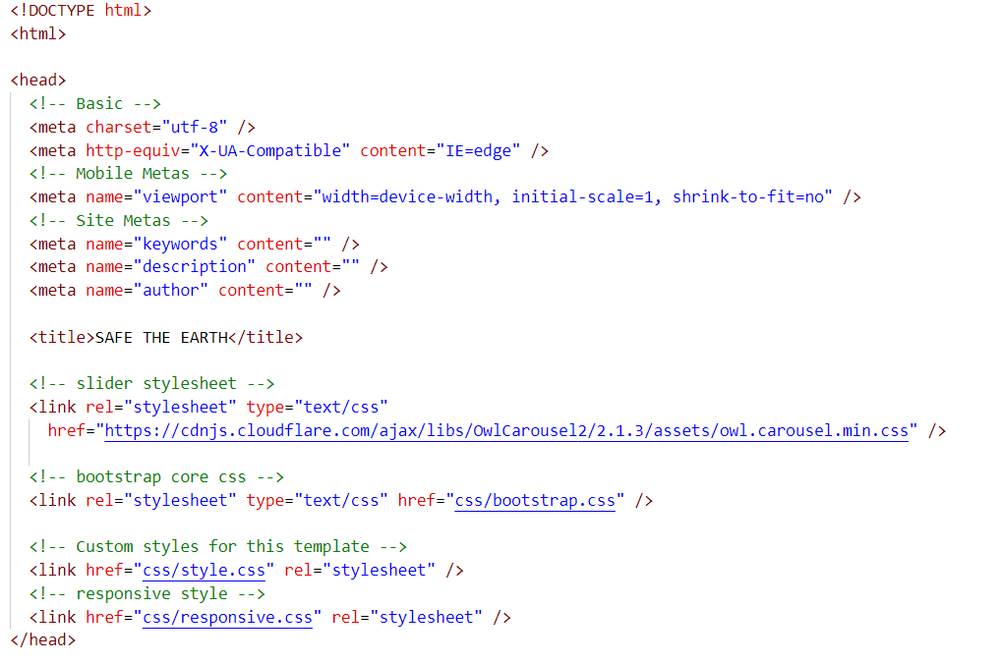 <!DOCTYPE html>
<html>
<head>
<!-- Basic -->
<meta charset="utf-8" />
<meta http-equiv="X-UA-Compatible" content="IE=edge" />
<!-- Mobile Metas -->
<meta name="viewport" content="width=device-width, initial-scale=1, shrink-to-fit=no" />
<!-- Site Metas -->
<meta name="keywords" content="" />
<meta name="description" content="" />
<meta name="author" content="" />
<title>SAFE THE EARTH</title>
<!-- slider stylesheet -->
<link rel="stylesheet" type="text/css"
href="https://cdnjs.cloudflare.com/ajax/libs/OwlCarousel2/2.1.3/assets/owl.carousel.min.css" />
<!-- bootstrap core css -->
<link rel="stylesheet" type="text/css" href="css/bootstrap.css" />
<!-- Custom styles for this template -->
<link href="css/style.css" rel="stylesheet" />
<!-- responsive style -->
<link href="css/responsive.css" rel="stylesheet" />
</head>